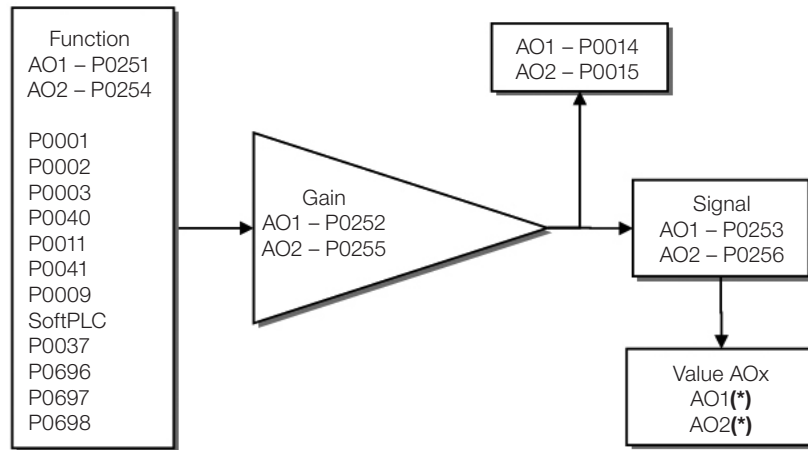 Function
AO1 – P0251
AO2 – P0254
P0001
P0002
P0003
P0040
P0011
P0041
P0009
SoftPLC
P0037
P0696
P0697
P0698
Gain
AO1 – P0252
AO2 – P0255
AO1 – P0014
AO2 – P0015
Signal
AO1 – P0253
AO2 – P0256
Value AOx
AO1(*)
AO2(*)